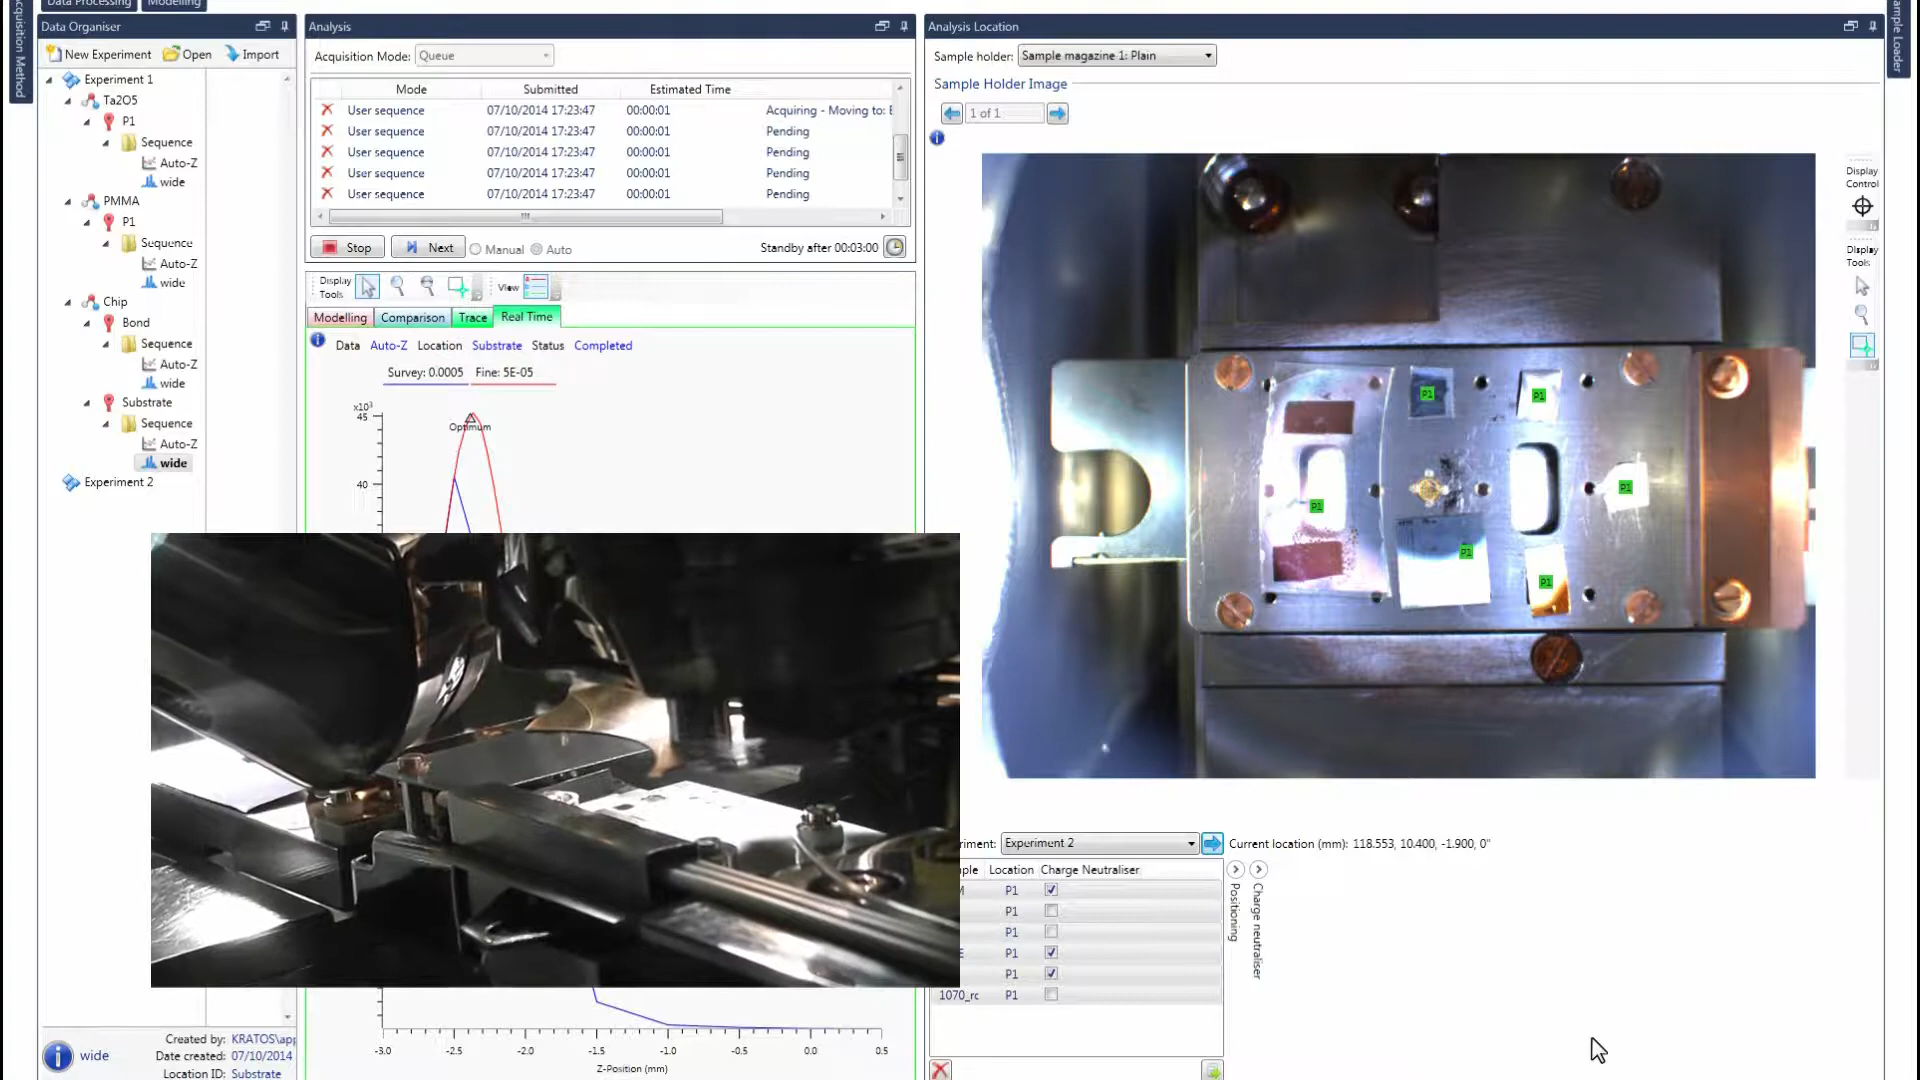 Data Processing
Modelling
Acquisition Method
Data Organiser
New Experiment
Open
Import
Experiment 1
Ta2O5
P1
Sequence
Auto-Z
wide
PMMA
P1
Sequence
Auto-Z
wide
Chip
Bond
Sequence
Auto-Z
wide
Substrate
Sequence
Auto-Z
wide
Experiment 2
wide
Created by: KRATOS\app
Date created: 07/10/2014
Location ID: Substrate
Analysis
Acquisition Mode: Queue
Mode Submitted Estimated Time
User sequence 07/10/2014 17:23:47 00:00:01 Acquiring - Moving to: E
User sequence 07/10/2014 17:23:47 00:00:01 Pending
User sequence 07/10/2014 17:23:47 00:00:01 Pending
User sequence 07/10/2014 17:23:47 00:00:01 Pending
User sequence 07/10/2014 17:23:47 00:00:01 Pending
Stop Next Manual Auto Standby after 00:03:00
Display Tools View
Modelling Comparison Trace Real Time
Data Auto-Z Location Substrate Status Completed
Survey: 0.0005 Fine: 5E-05
x10³
45
Optimum
40
-3.0 -2.5 -2.0 -1.5 -1.0 -0.5 0.0 0.5
Z-Position (mm)
Analysis Location
Sample holder: Sample magazine 1: Plain
Sample Holder Image
1 of 1
P1
P1
P1
P1
P1
P1
Display Control
Display Tools
ample Loader
riment: Experiment 2 Current location (mm): 118.553, 10.400, -1.900, 0°
ple Location Charge Neutraliser
M P1
P1
P1
E P1
P1
1070_rc P1
Positioning
Charge neutraliser